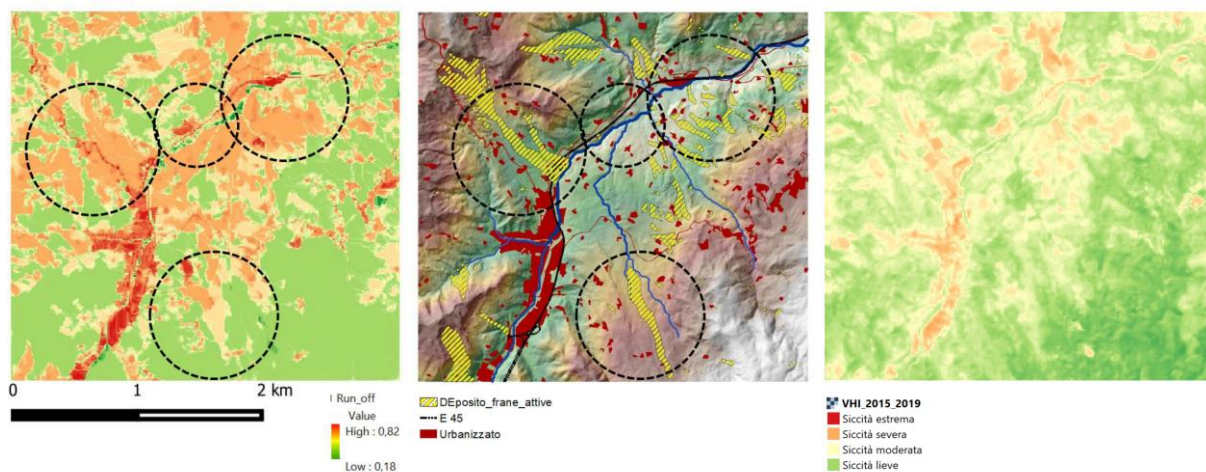 0 1 2 km
Run_off
Value
High : 0,82
Low : 0,18
DEposito_frane_attive
E 45
Urbanizzato
VHI_2015_2019
Siccità estrema
Siccità severa
Siccità moderata
Siccità lieve